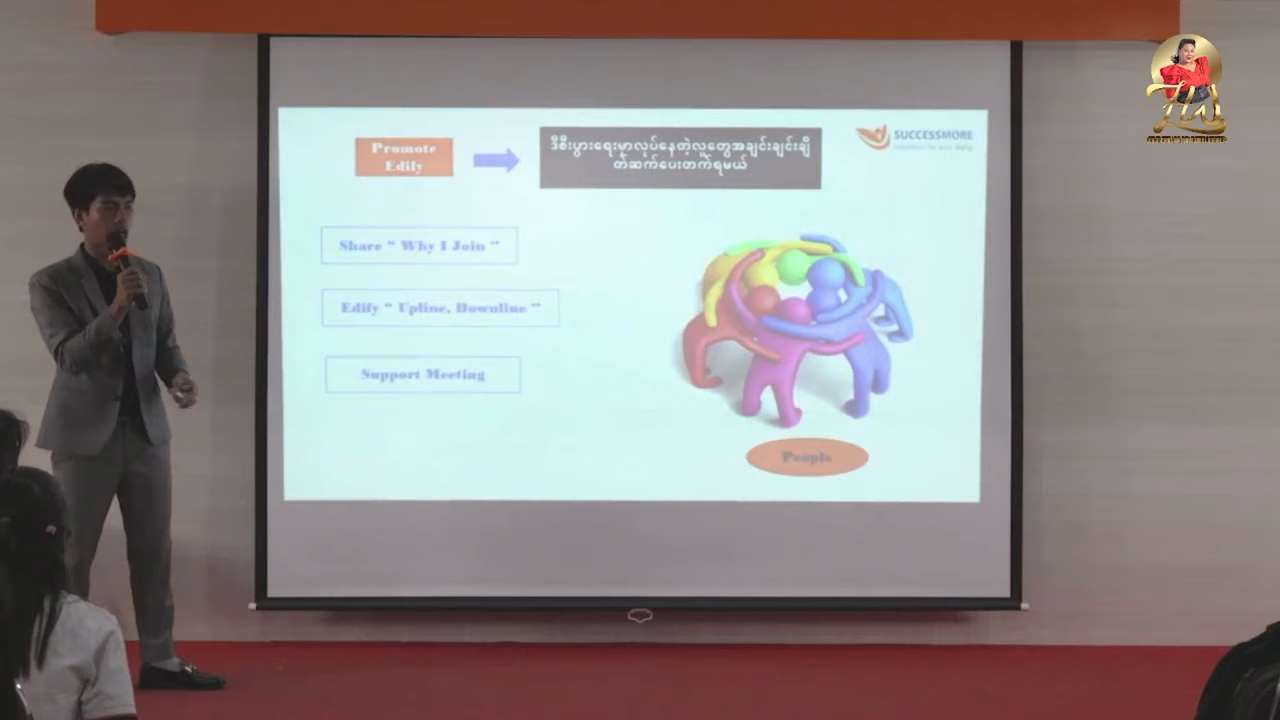 Promote
Edify
ဒီစီးပွားရေးမှာလုပ်နေတဲ့လူတွေအချင်းချင်းချိ
တ်ဆက်ပေးတက်ရမယ်
SUCCESSMORE
Share " Why I Join "
Edify " Upline, Downline "
Support Meeting
People